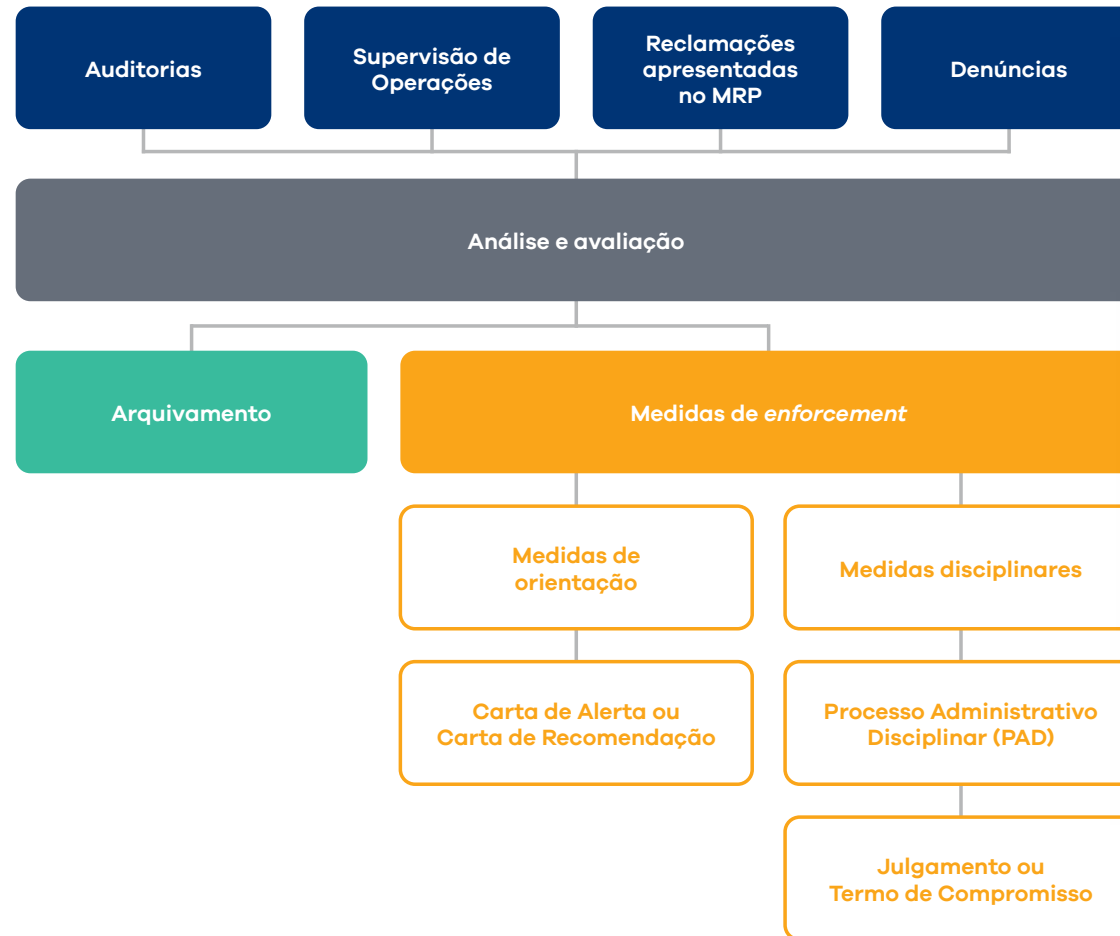 Auditorias
Supervisão de
Operações
Reclamações
apresentadas
no MRP
Denúncias
Análise e avaliação
Arquivamento
Medidas de enforcement
Medidas de
orientação
Medidas disciplinares
Carta de Alerta ou
Carta de Recomendação
Processo Administrativo
Disciplinar (PAD)
Julgamento ou
Termo de Compromisso